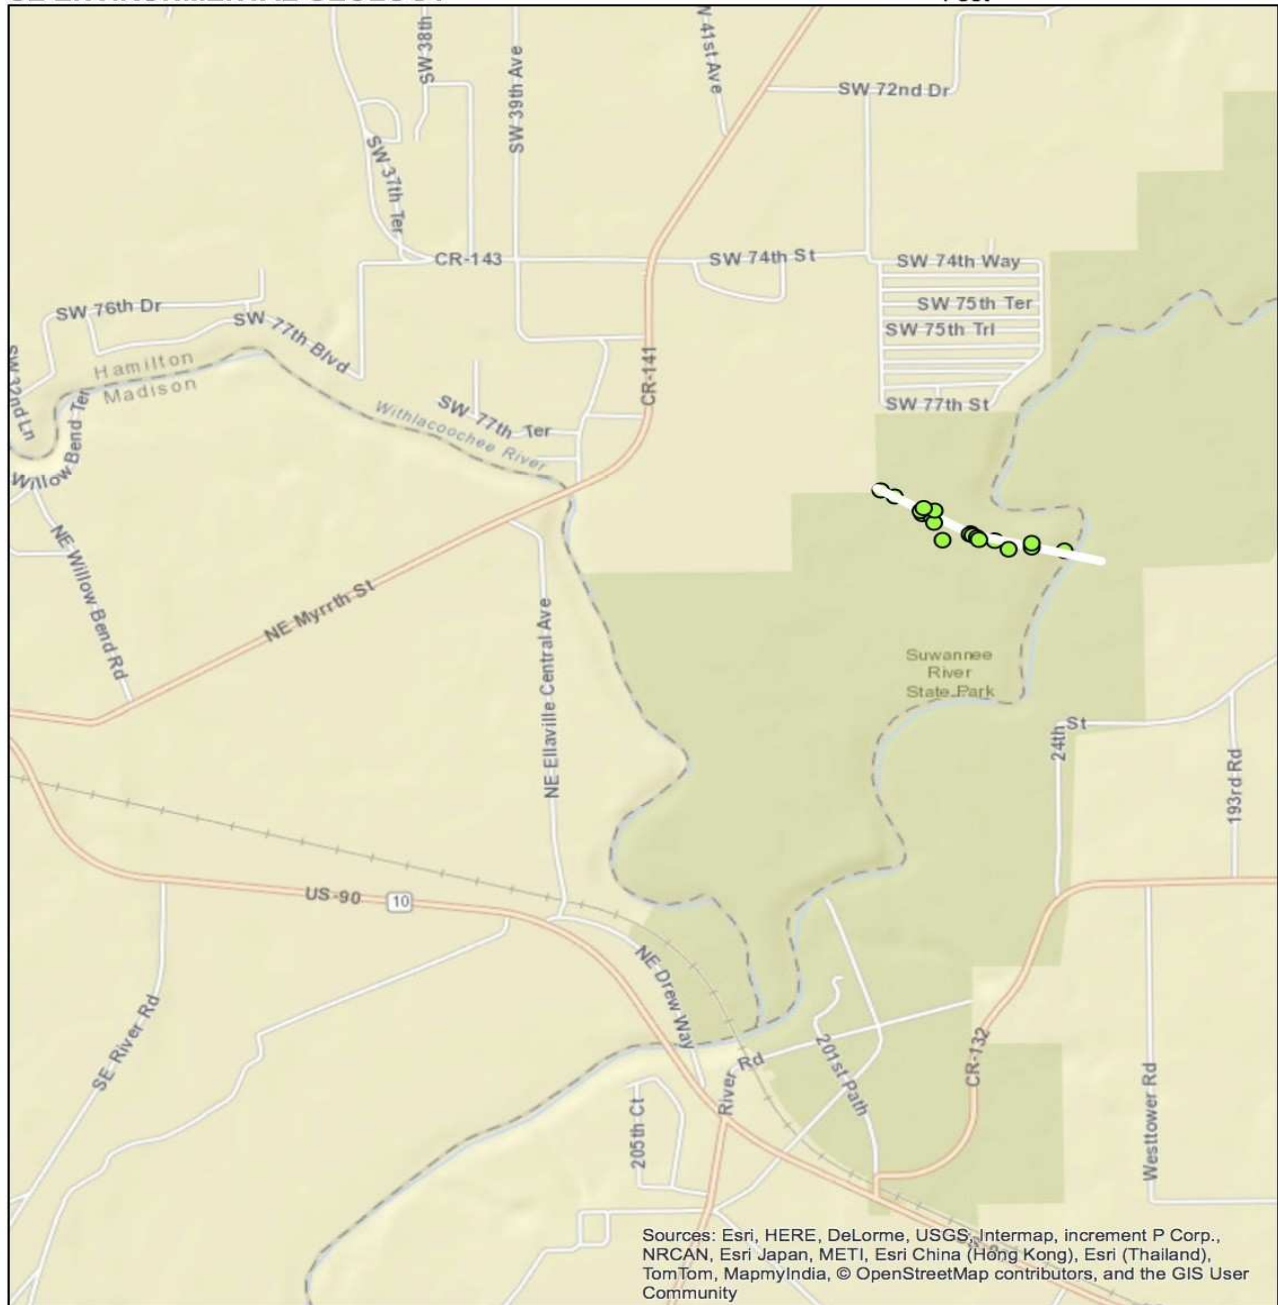 SW 38th
SW 39th Ave
W 41st Ave
SW 72nd Dr
SW 37th Ter
CR-143
SW 74th St
SW 74th Way
SW 75th Ter
SW 75th Trl
SW 76th Dr
SW 77th Blvd
CR-141
Hamilton
Madison
SW 32nd Ln
SW 77th St
SW 77th Ter
Withlacoochee River
Willow Bend Ter
NE Willow Bend Rd
NE Myrrth St
NE Ellaville Central Ave
Suwannee
River
State Park
24th St
193rd Rd
US-90
10
NE Drew Way
SE River Rd
River Rd
201st Path
CR-132
205th Ct
Westtower Rd
Sources: Esri, HERE, DeLorme, USGS, Intermap, increment P Corp.,
NRCAN, Esri Japan, METI, Esri China (Hong Kong), Esri (Thailand),
TomTom, MapmyIndia, © OpenStreetMap contributors, and the GIS User
Community